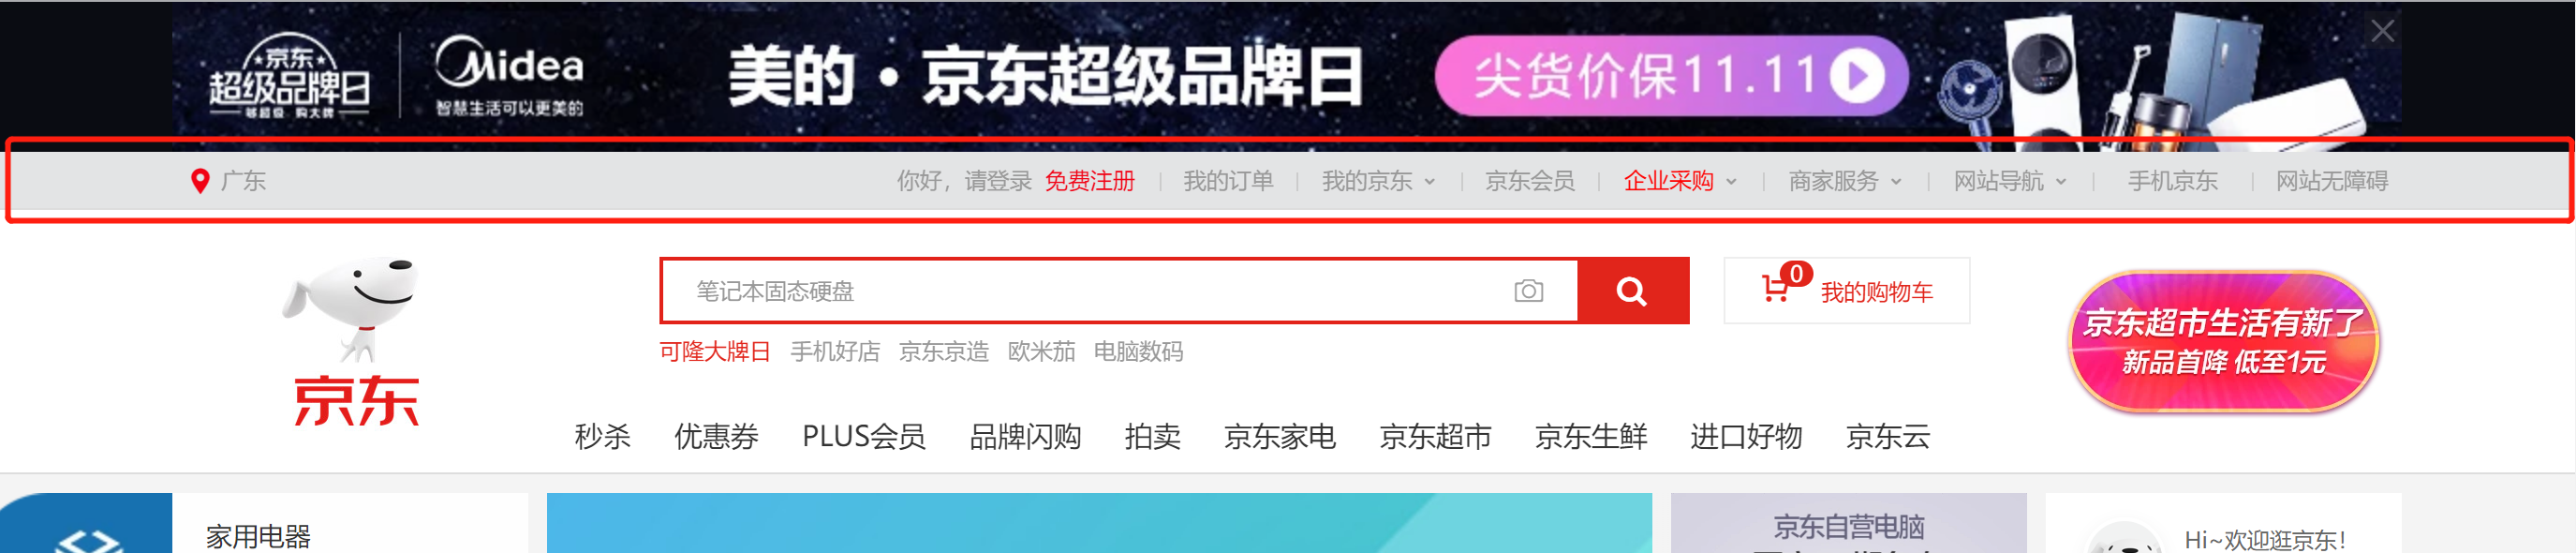 京东
超级品牌日
够超级 购大牌
Midea
智慧生活可以更美的
美的·京东超级品牌日
尖货价保11.11
广东
你好，请登录 免费注册 我的订单 我的京东 京东会员 企业采购 商家服务 网站导航 手机京东 网站无障碍
笔记本固态硬盘
0
我的购物车
可隆大牌日 手机好店 京东京造 欧米茄 电脑数码
京东
京东超市生活有新了
新品首降 低至1元
秒杀 优惠券 PLUS会员 品牌闪购 拍卖 京东家电 京东超市 京东生鲜 进口好物 京东云
家用电器
京东自营电脑
Hi~欢迎逛京东!